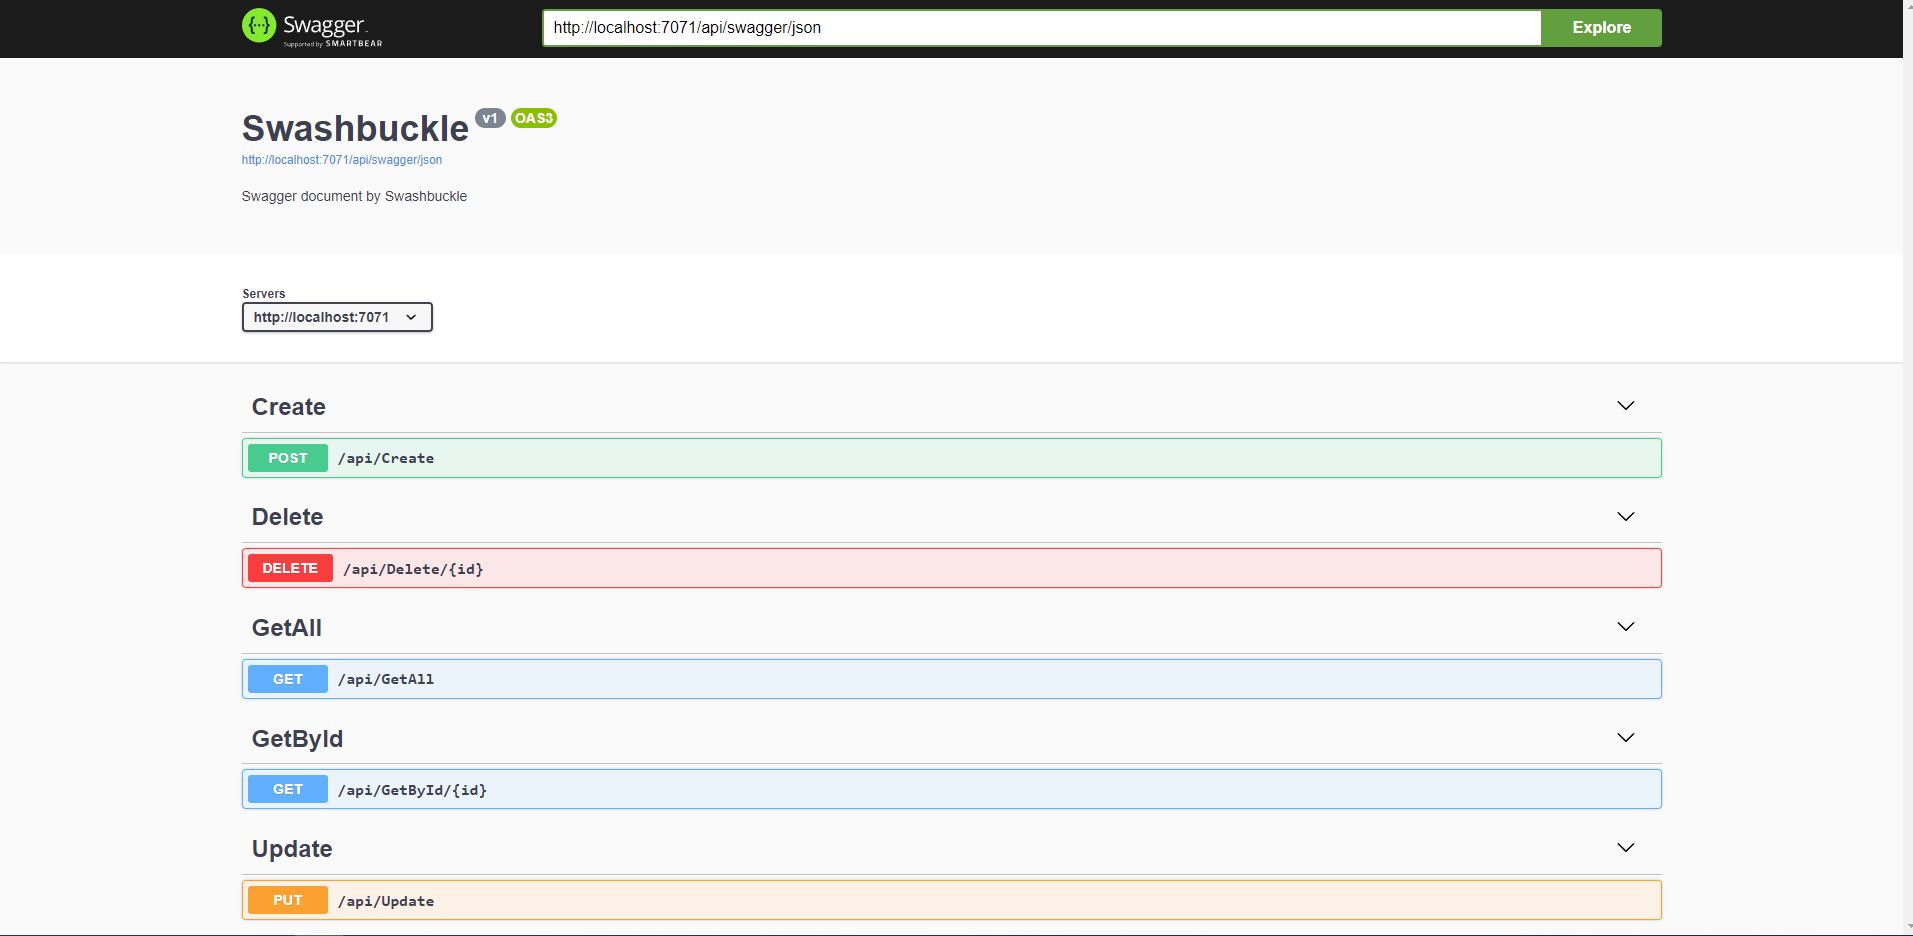 Swagger
Supported by SMARTBEAR
http://localhost:7071/api/swagger/json
Explore
Swashbuckle v1 OAS3
http://localhost:7071/api/swagger/json
Swagger document by Swashbuckle
Servers
http://localhost:7071
Create
POST /api/Create
Delete
DELETE /api/Delete/{id}
GetAll
GET /api/GetAll
GetById
GET /api/GetById/{id}
Update
PUT /api/Update